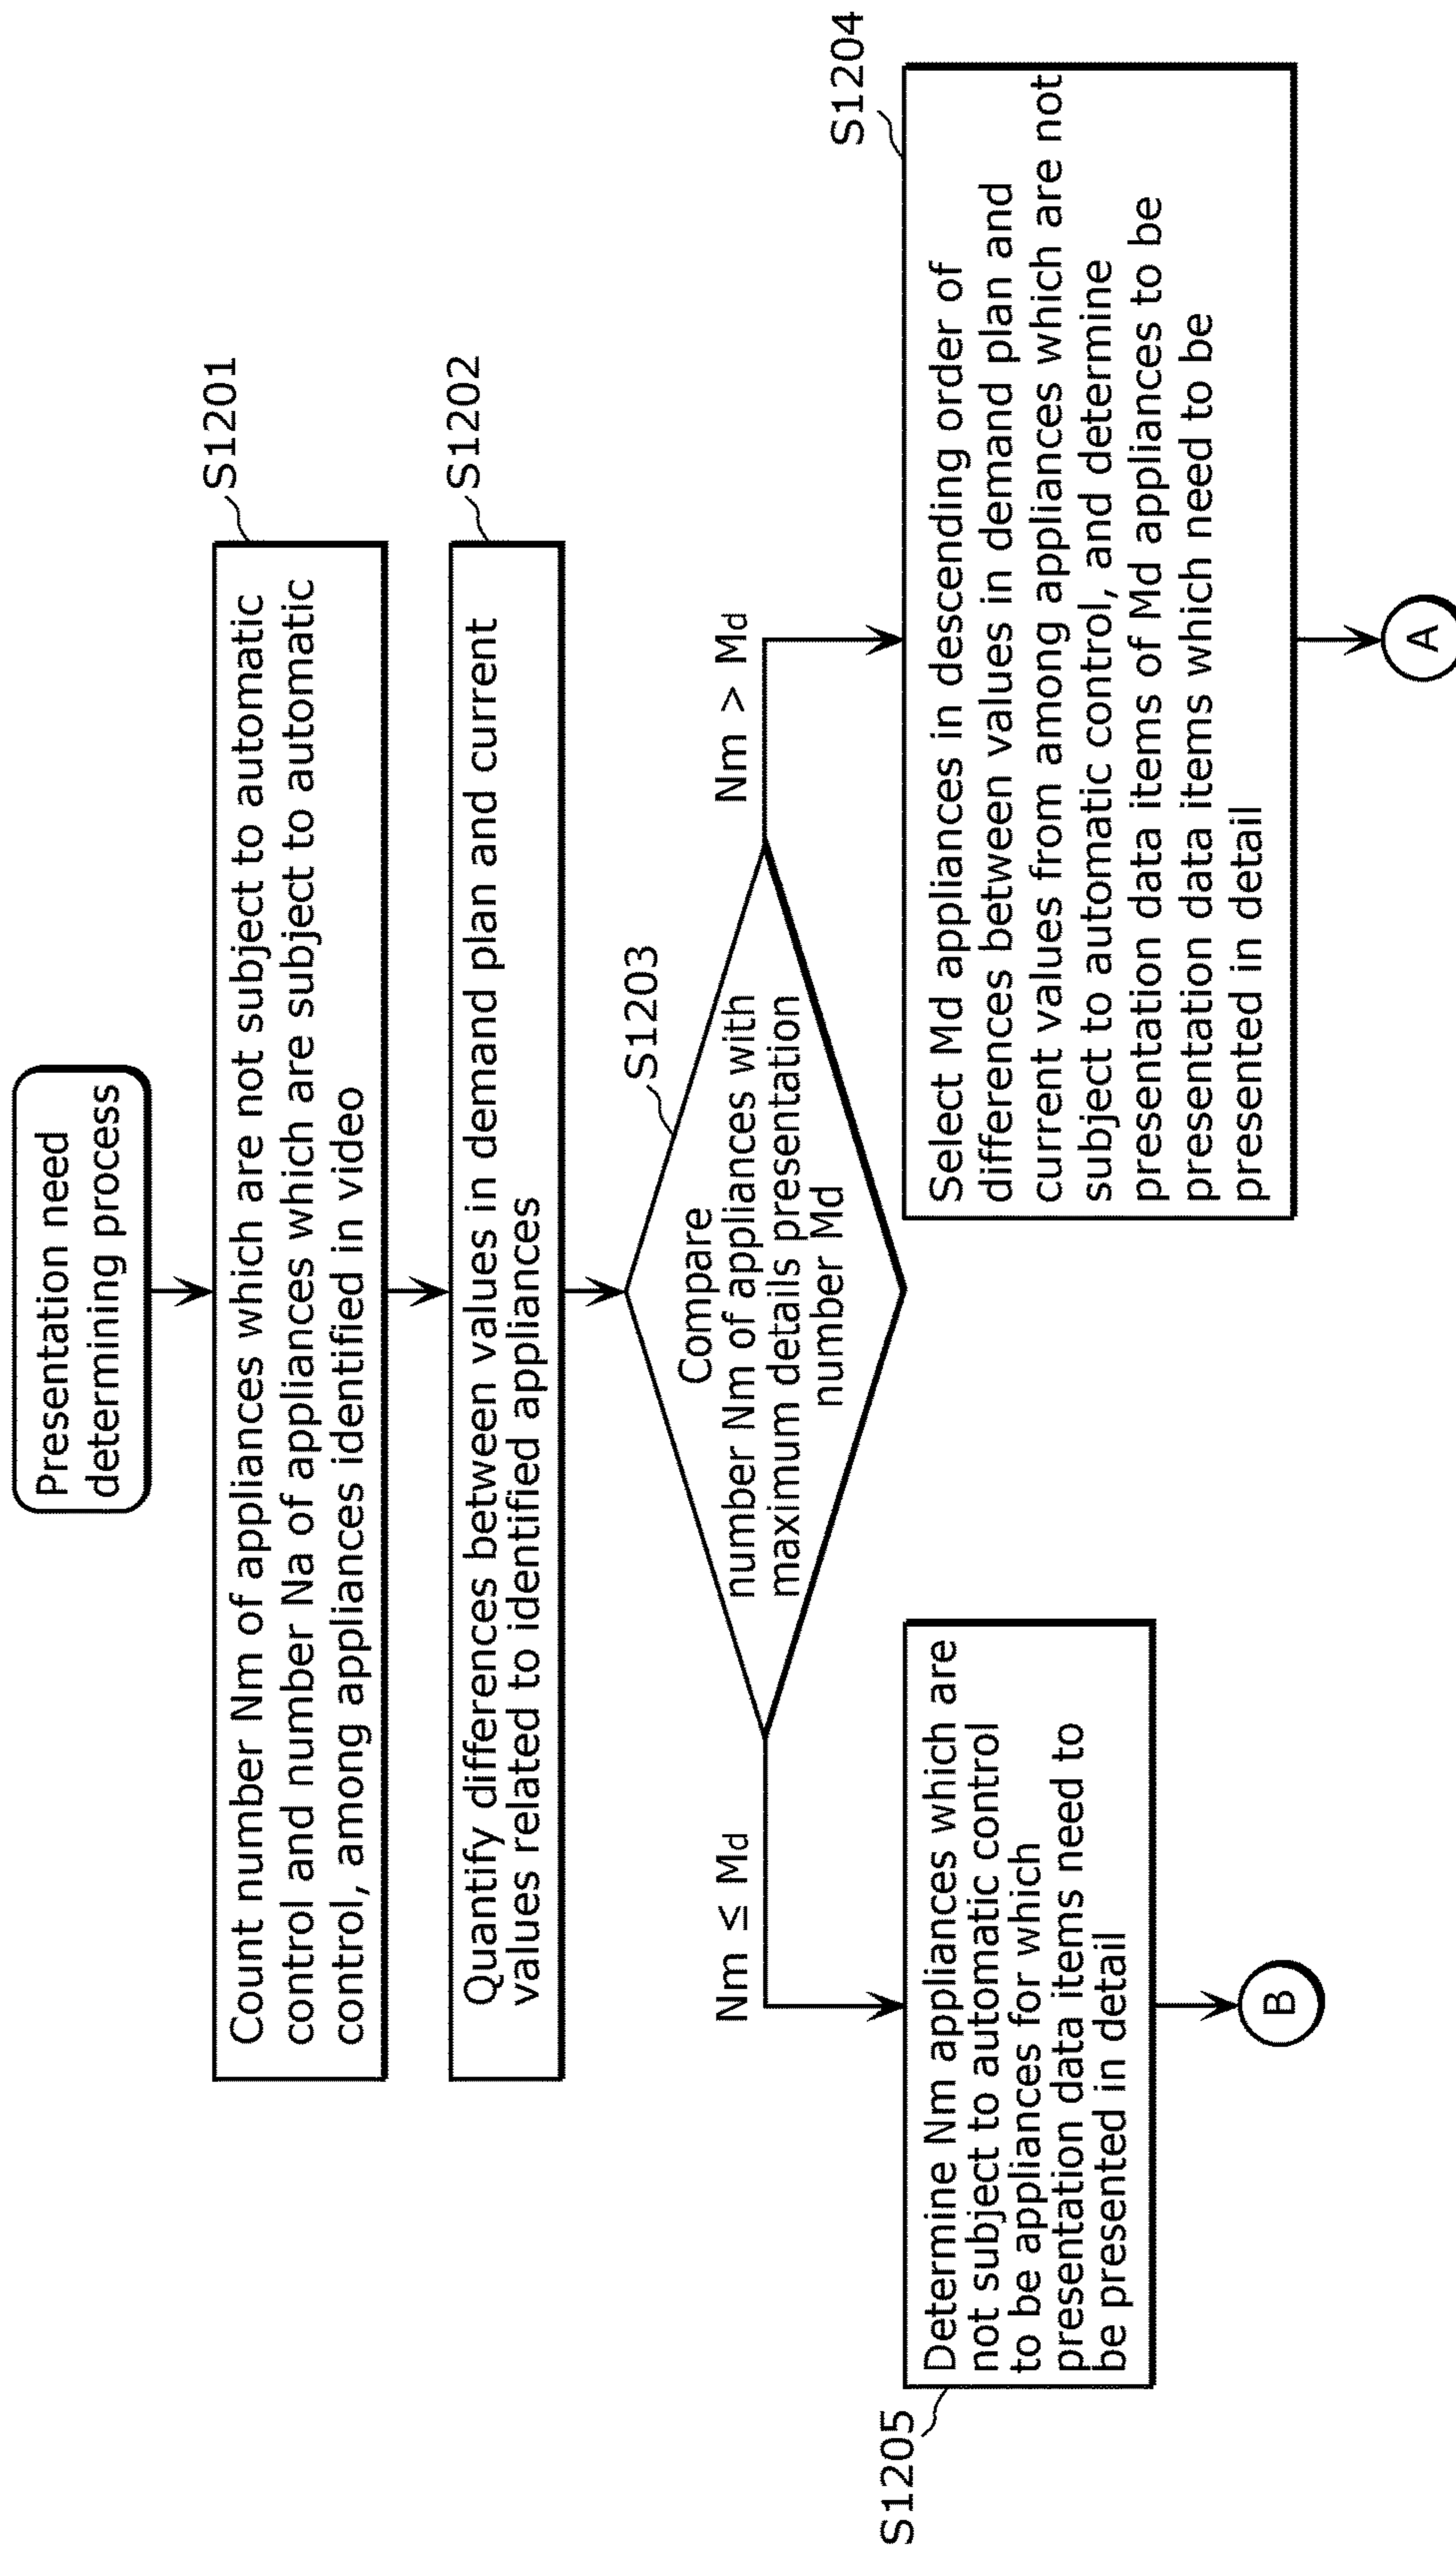 Presentation need
determining process
S1201
Count number Nm of appliances which are not subject to automatic
control and number Na of appliances which are subject to automatic
control, among appliances identified in video
S1202
Quantify differences between values in demand plan and current
values related to identified appliances
S1203
Compare
number Nm of appliances with
maximum details presentation
number Md
Nm ≤ Md
Nm > Md
S1205
Determine Nm appliances which are
not subject to automatic control
to be appliances for which
presentation data items need to
be presented in detail
B
S1204
Select Md appliances in descending order of
differences between values in demand plan and
current values from among appliances which are not
subject to automatic control, and determine
presentation data items of Md appliances to be
presentation data items which need to be
presented in detail
A